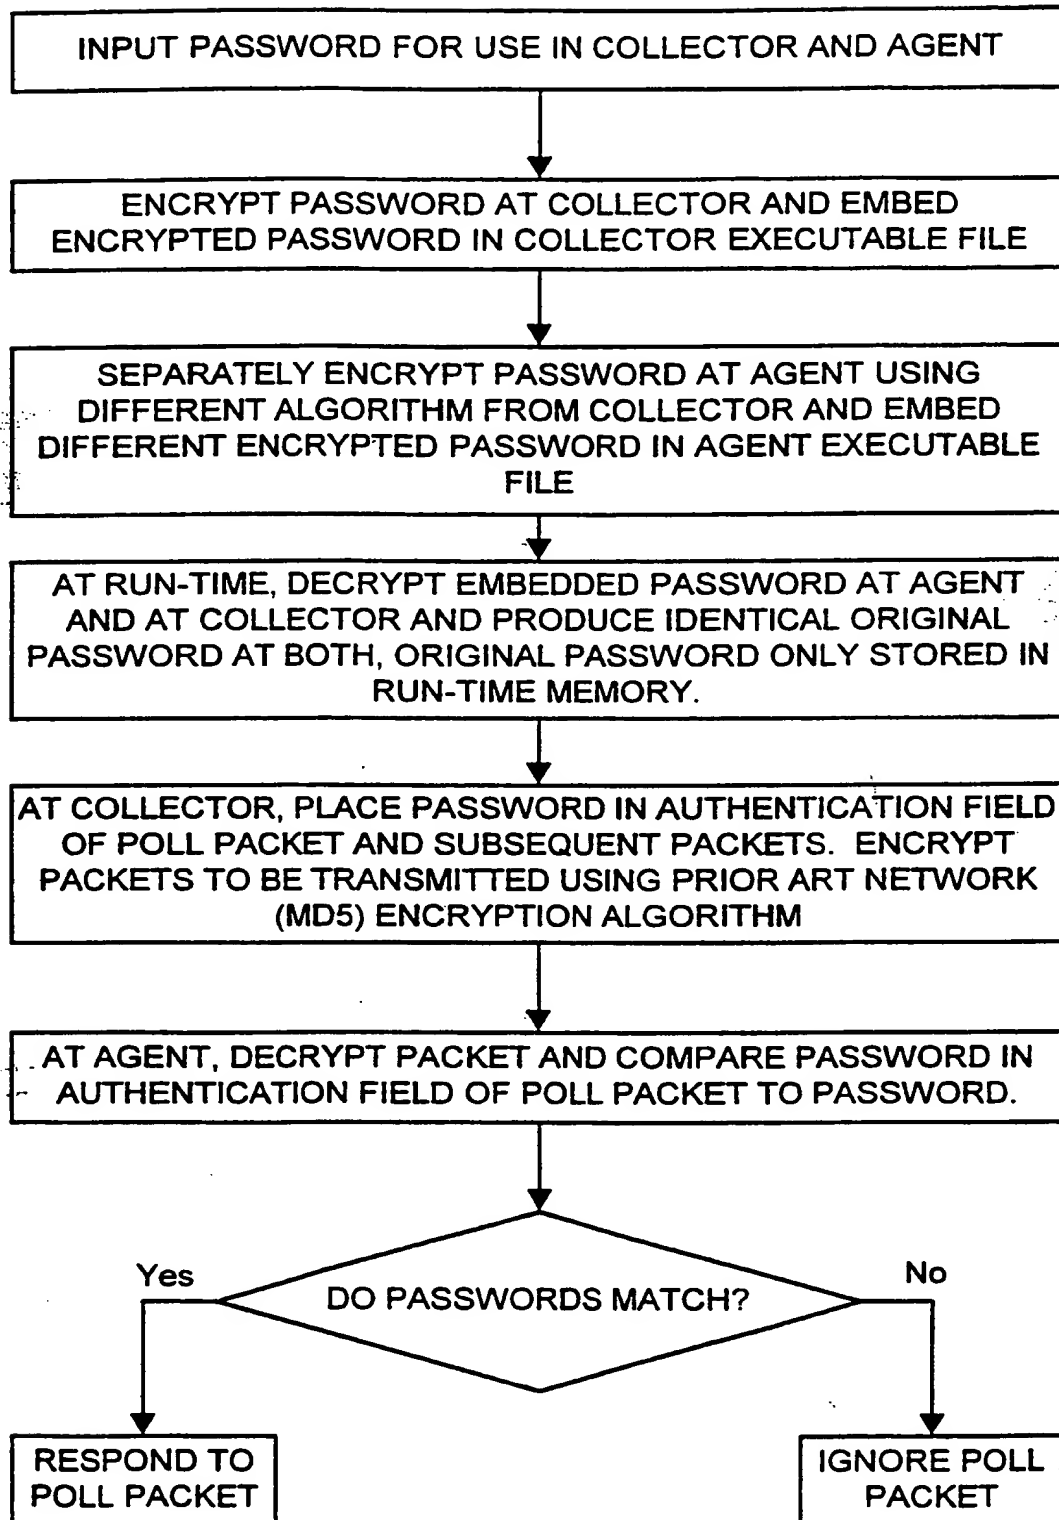 INPUT PASSWORD FOR USE IN COLLECTOR AND AGENT
ENCRYPT PASSWORD AT COLLECTOR AND EMBED
ENCRYPTED PASSWORD IN COLLECTOR EXECUTABLE FILE
SEPARATELY ENCRYPT PASSWORD AT AGENT USING
DIFFERENT ALGORITHM FROM COLLECTOR AND EMBED
DIFFERENT ENCRYPTED PASSWORD IN AGENT EXECUTABLE
FILE
AT RUN-TIME, DECRYPT EMBEDDED PASSWORD AT AGENT
AND AT COLLECTOR AND PRODUCE IDENTICAL ORIGINAL
PASSWORD AT BOTH, ORIGINAL PASSWORD ONLY STORED IN
RUN-TIME MEMORY.
AT COLLECTOR, PLACE PASSWORD IN AUTHENTICATION FIELD
OF POLL PACKET AND SUBSEQUENT PACKETS. ENCRYPT
PACKETS TO BE TRANSMITTED USING PRIOR ART NETWORK
(MD5) ENCRYPTION ALGORITHM
AT AGENT, DECRYPT PACKET AND COMPARE PASSWORD IN
AUTHENTICATION FIELD OF POLL PACKET TO PASSWORD.
Yes
No
DO PASSWORDS MATCH?
RESPOND TO
POLL PACKET
IGNORE POLL
PACKET